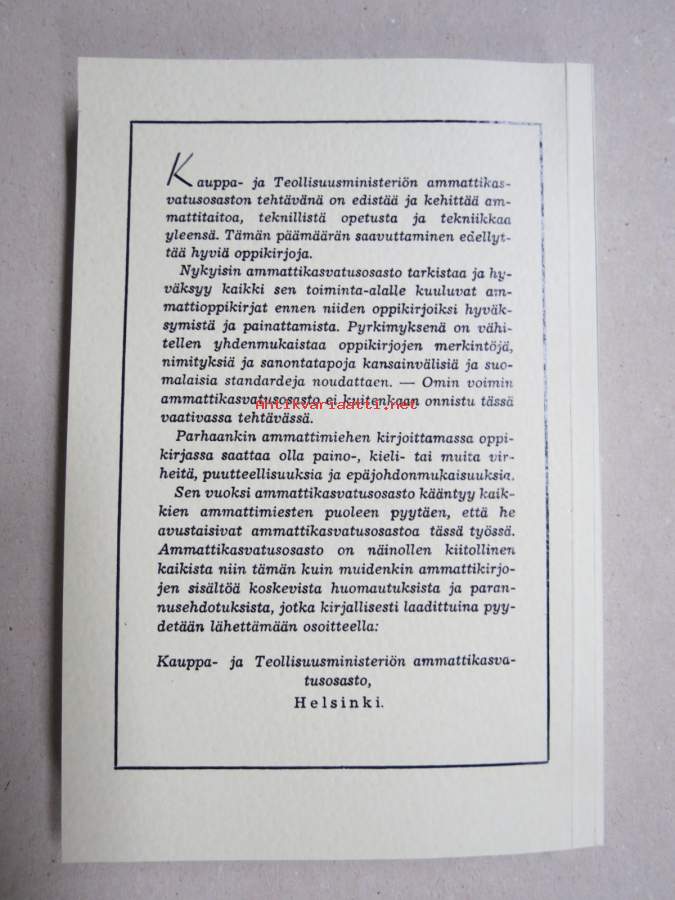 Kauppa- ja Teollisuusministeriön ammattikas-
vatusosaston tehtävänä on edistää ja kehittää am-
mattitaitoa, teknillistä opetusta ja tekniikkaa
yleensä. Tämän päämäärän saavuttaminen edellyt-
tää hyviä oppikirjoja.
Nykyisin ammattikasvatusosasto tarkistaa ja hy-
väksyy kaikki sen toiminta-alalle kuuluvat am-
mattioppikirjat ennen niiden oppikirjoiksi hyväk-
symistä ja painattamista. Pyrkimyksenä on vähi-
tellen yhdenmukaistaa oppikirjojen merkintöjä,
nimityksiä ja sanontatapoja kansainvälisiä ja suo-
malaisia standardeja noudattaen. — Omin voimin
ammattikasvatusosasto ei kuitenkaan onnistu tässä
Antikvariaatti.net
vaativassa tehtävässä.
Parhaankin ammattimiehen kirjoittamassa oppi-
kirjassa saattaa olla paino-, kieli- tai muita vir-
heitä, puutteellisuuksia ja epäjohdonmukaisuuksia.
Sen vuoksi ammattikasvatusosasto kääntyy kaik-
kien ammattimiesten puoleen pyytäen, että he
avustaisivat ammattikasvatusosastoa tässä työssä.
Ammattikasvatusosasto on näinollen kiitollinen
kaikista niin tämän kuin muidenkin ammattikirjo-
jen sisältöä koskevista huomautuksista ja paran-
nusehdotuksista, jotka kirjallisesti laadittuina pyy-
detään lähettämään osoitteella:
Kauppa- ja Teollisuusministeriön ammattikasva-
tusosasto,
Helsinki.